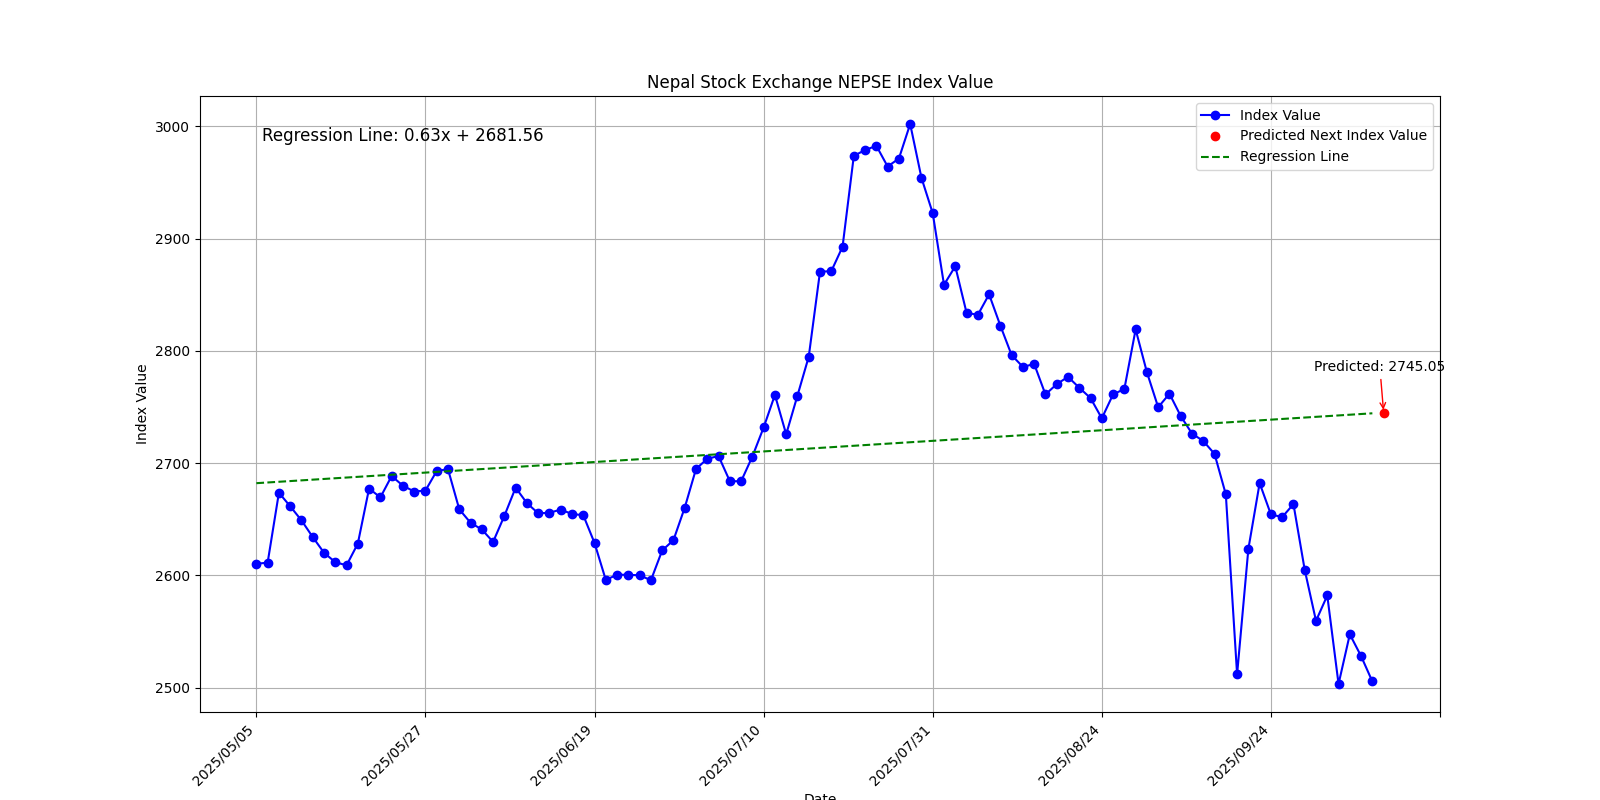 Nepal Stock Exchange NEPSE Index Value
Regression Line: 0.63x + 2681.56
Index Value
Predicted Next Index Value
Regression Line
Predicted: 2745.05
Index Value
3000
2900
2800
2700
2600
2500
2025/05/05
2025/05/27
2025/06/19
2025/07/10
2025/07/31
2025/08/24
2025/09/24
Date